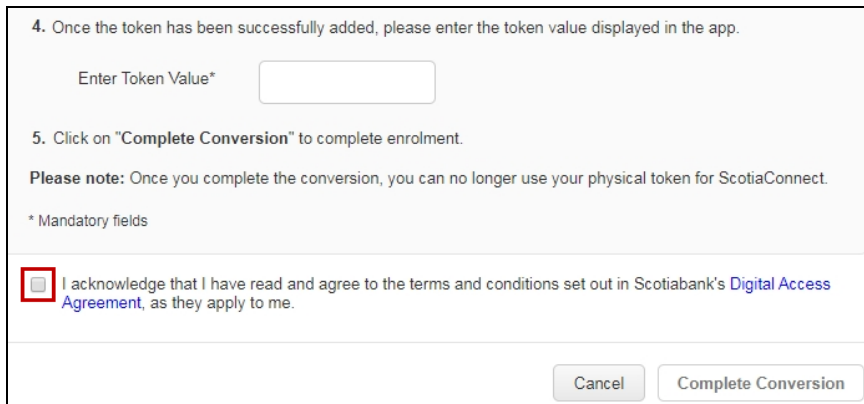 4. Once the token has been successfully added, please enter the token value displayed in the app.
Enter Token Value*
5. Click on "Complete Conversion" to complete enrolment.
Please note: Once you complete the conversion, you can no longer use your physical token for ScotiaConnect.
* Mandatory fields
I acknowledge that I have read and agree to the terms and conditions set out in Scotiabank's Digital Access
Agreement, as they apply to me.
Cancel Complete Conversion